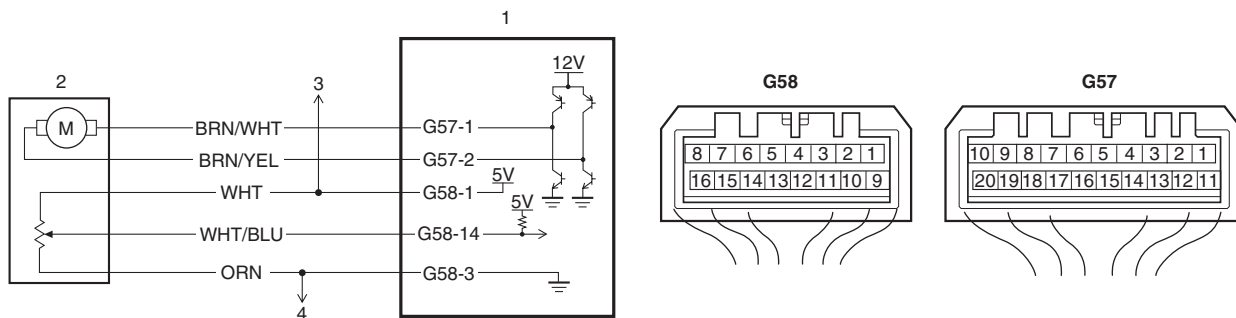 1
2
3
12V
M
BRN/WHT
G57-1
BRN/YEL
G57-2
WHT
G58-1
5V
5V
WHT/BLU
G58-14
ORN
G58-3
4
G58
8 7 6 5 4 3 2 1
16 15 14 13 12 11 10 9
G57
10 9 8 7 6 5 4 3 2 1
20 19 18 17 16 15 14 13 12 11